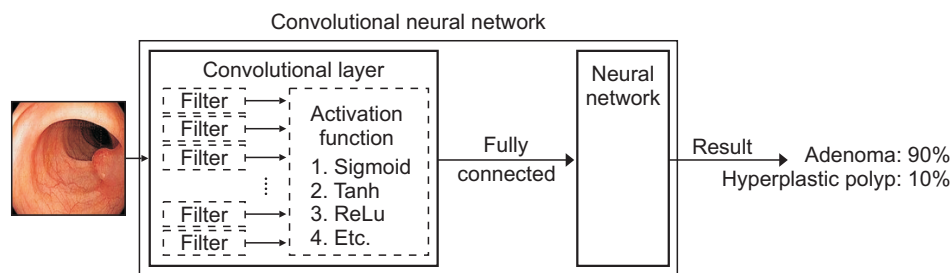 Convolutional neural network
Convolutional layer
Filter
Filter
Filter
Filter
Filter
Activation
function
1. Sigmoid
2. Tanh
3. ReLu
4. Etc.
Fully
connected
Neural
network
Result
Adenoma: 90%
Hyperplastic polyp: 10%